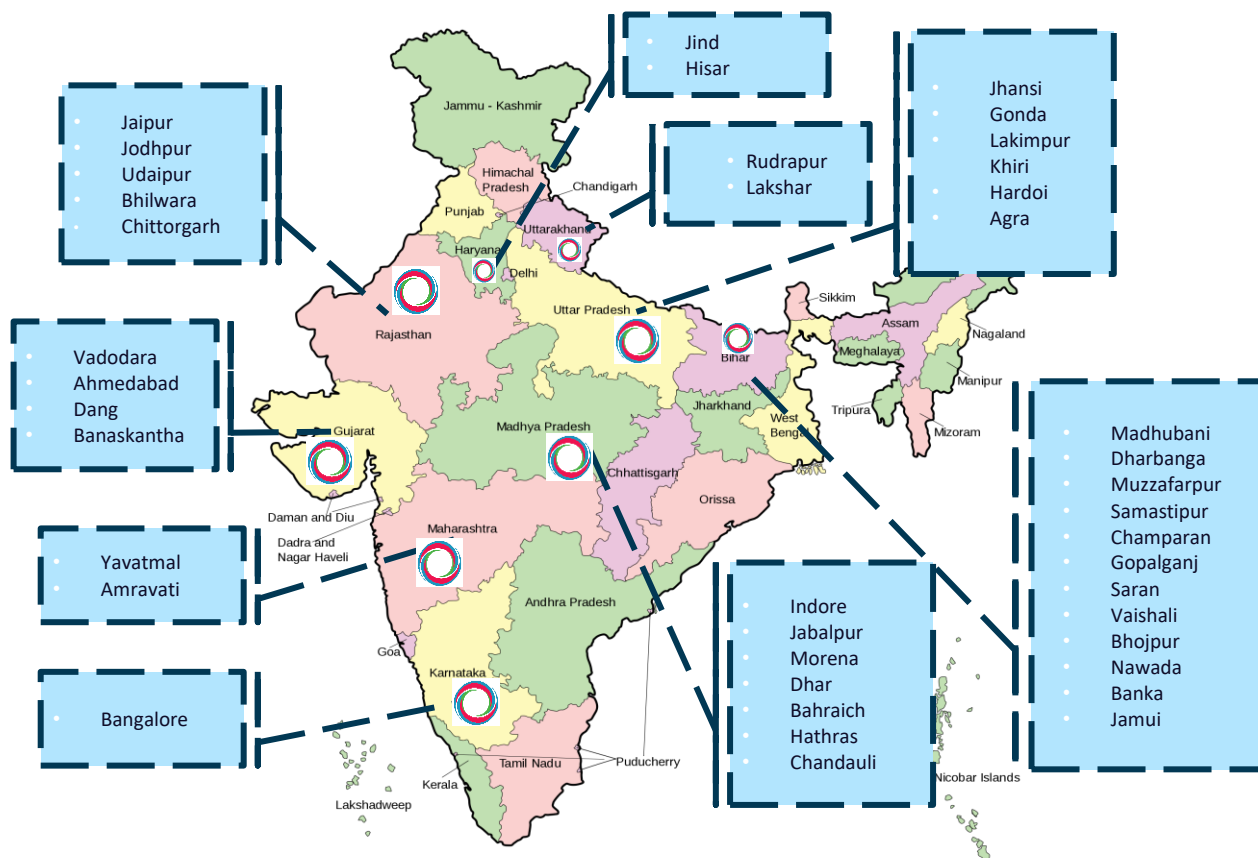 Jind
Hisar
Jhansi
Gonda
Lakimpur
Khiri
Hardoi
Agra
Jaipur
Jodhpur
Udaipur
Bhilwara
Chittorgarh
Rudrapur
Lakshar
Vadodara
Ahmedabad
Dang
Banaskantha
Yavatmal
Amravati
Bangalore
Indore
Jabalpur
Morena
Dhar
Bahraich
Hathras
Chandauli
Madhubani
Dharbanga
Muzzafarpur
Samastipur
Champaran
Gopalganj
Saran
Vaishali
Bhojpur
Nawada
Banka
Jamui
Jammu - Kashmir
Himachal
Pradesh
Chandigarh
Punjab
Uttarakhand
Haryana
Delhi
Rajasthan
Uttar Pradesh
Bihar
Sikkim
Assam
Nagaland
Meghalaya
Manipur
Tripura
Mizoram
Jharkhand
West
Bengal
Gujarat
Madhya Pradesh
Chhattisgarh
Orissa
Daman and Diu
Dadra and
Nagar Haveli
Maharashtra
Andhra Pradesh
Goa
Karnataka
Tamil Nadu
Puducherry
Kerala
Lakshadweep
Nicobar Islands